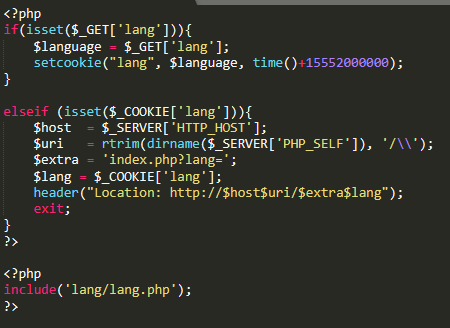 <?php
if(isset($_GET['lang'])){
    $language = $_GET['lang'];
    setcookie("lang", $language, time()+15552000000);
}
elseif (isset($_COOKIE['lang'])){
    $host  = $_SERVER['HTTP_HOST'];
    $uri   = rtrim(dirname($_SERVER['PHP_SELF']), '/\\');
    $extra = 'index.php?lang=';
    $lang = $_COOKIE['lang'];
    header("Location: http://$host$uri/$extra$lang");
    exit;
}
?>
<?php
include('lang/lang.php');
?>